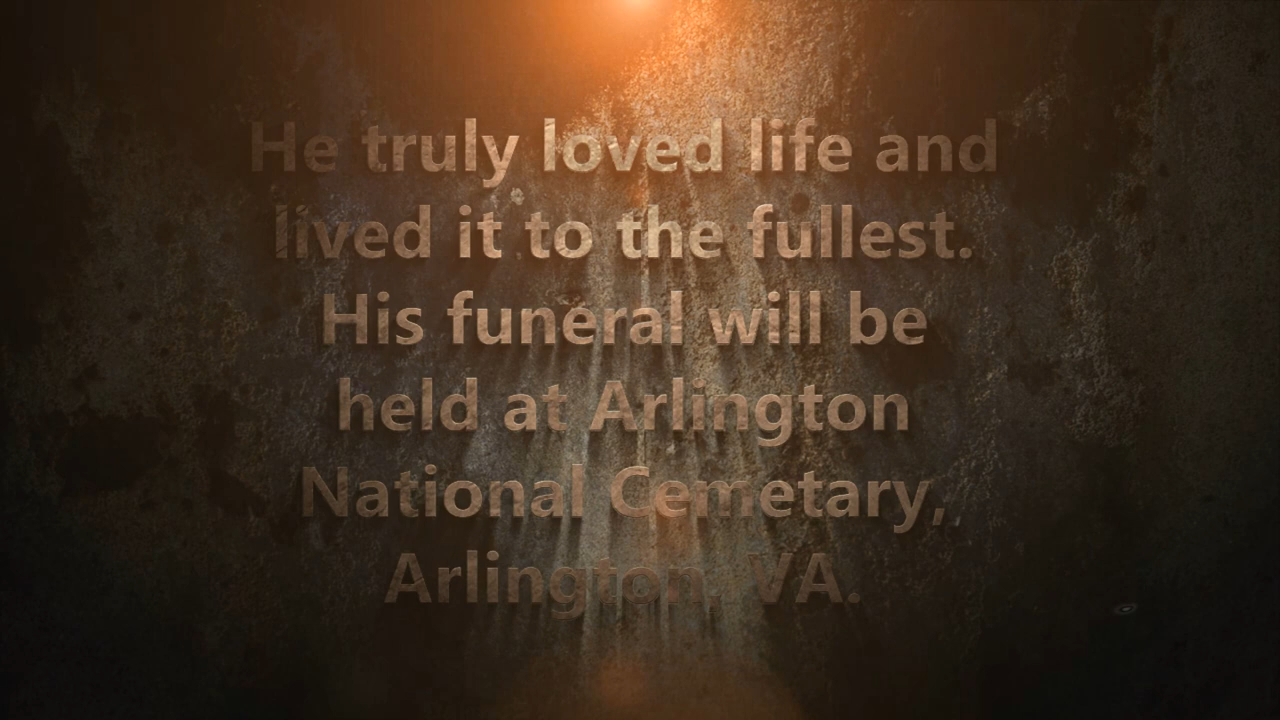 He truly loved life and
lived it to the fullest.
His funeral will be
held at Arlington
National Cemetary,
Arlington, VA.